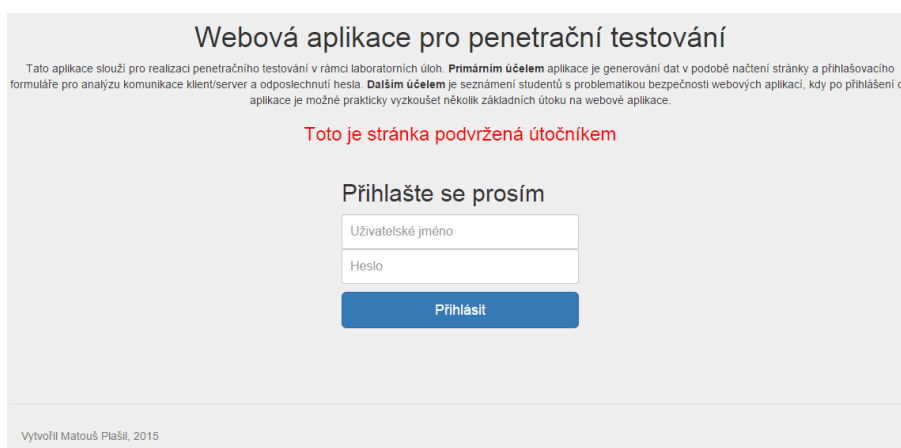 Webová aplikace pro penetrační testování
Tato aplikace slouží pro realizaci penetračního testování v rámci laboratorních úloh. Primárním účelem aplikace je generování dat v podobě načtení stránky a přihlašovacího
formuláře pro analýzu komunikace klient/server a odposlechnutí hesla. Dalším účelem je seznámení studentů s problematikou bezpečnosti webových aplikací, kdy po přihlášení
aplikace je možné prakticky vyzkoušet několik základních útoku na webové aplikace.
Toto je stránka podvržená útočníkem
Přihlašte se prosím
Uživatelské jméno
Heslo
Přihlásit
Vytvořil Matouš Plašil, 2015